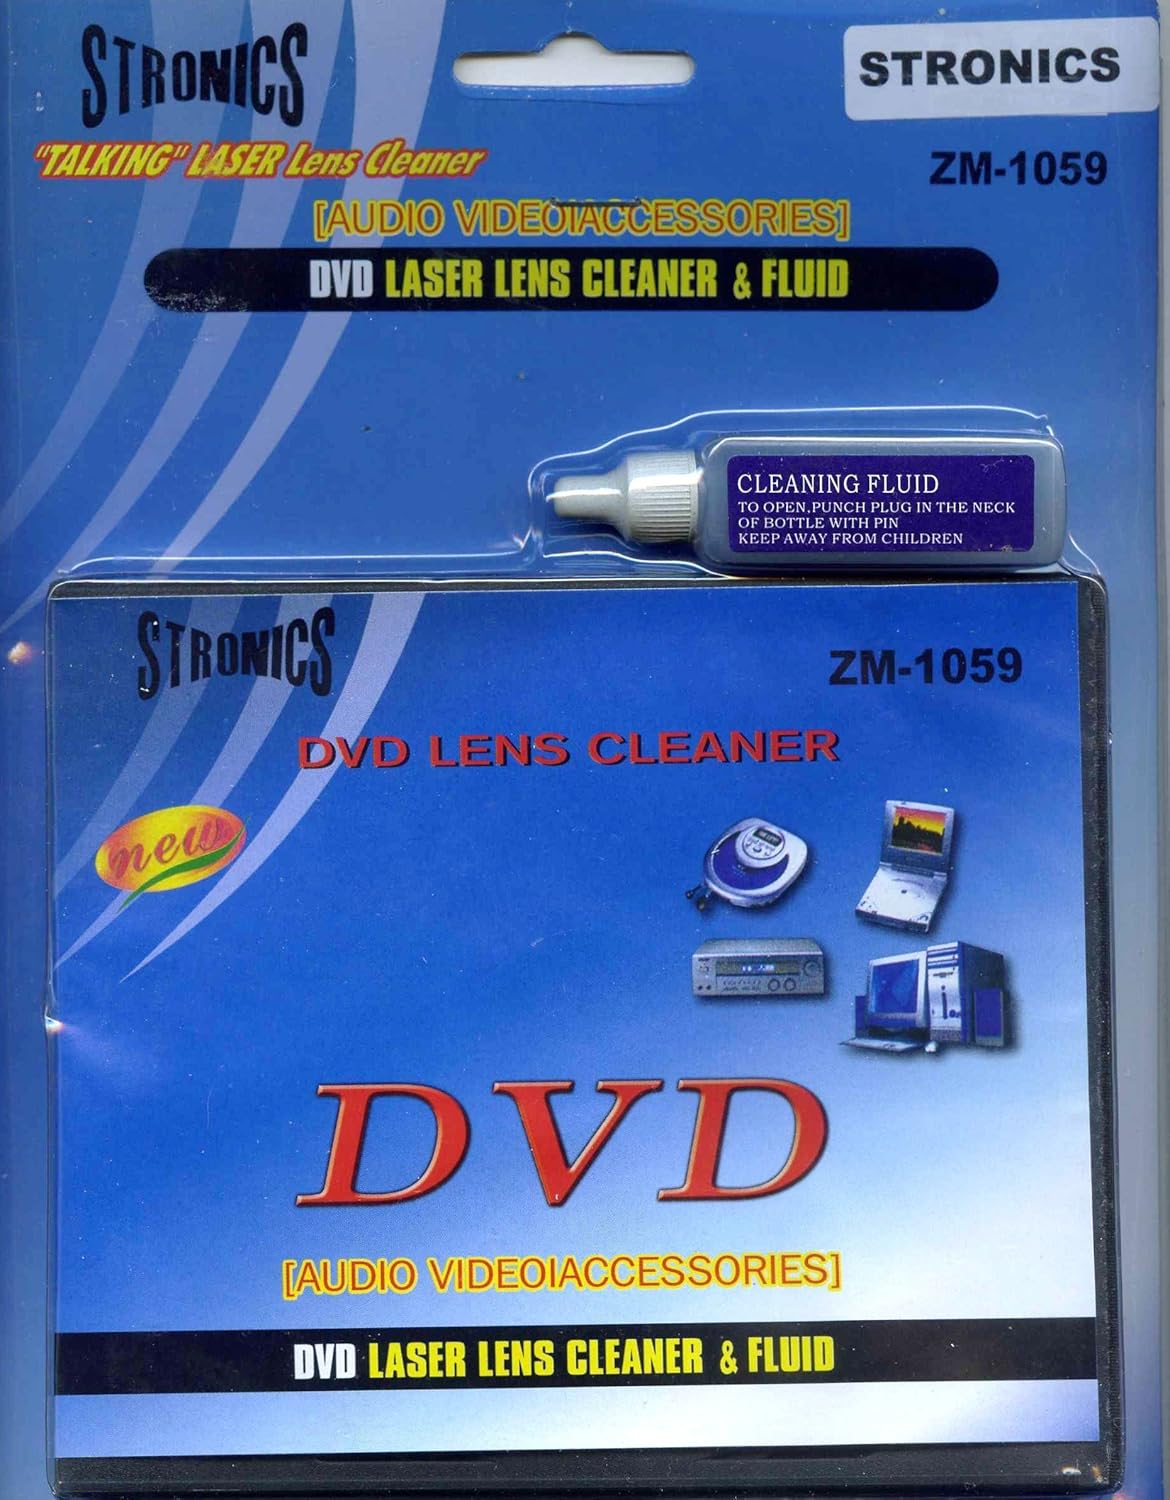 STRONICS
STRONICS
"TALKING" LASER Lens Cleaner
ZM-1059
[AUDIO VIDEOIACCESSORIES]
DVD LASER LENS CLEANER & FLUID
CLEANING FLUID
TO OPEN,PUNCH PLUG IN THE NECK
OF BOTTLE WITH PIN
KEEP AWAY FROM CHILDREN
STRONICS
ZM-1059
DVD LENS CLEANER
new
DVD
[AUDIO VIDEOIACCESSORIES]
DVD LASER LENS CLEANER & FLUID